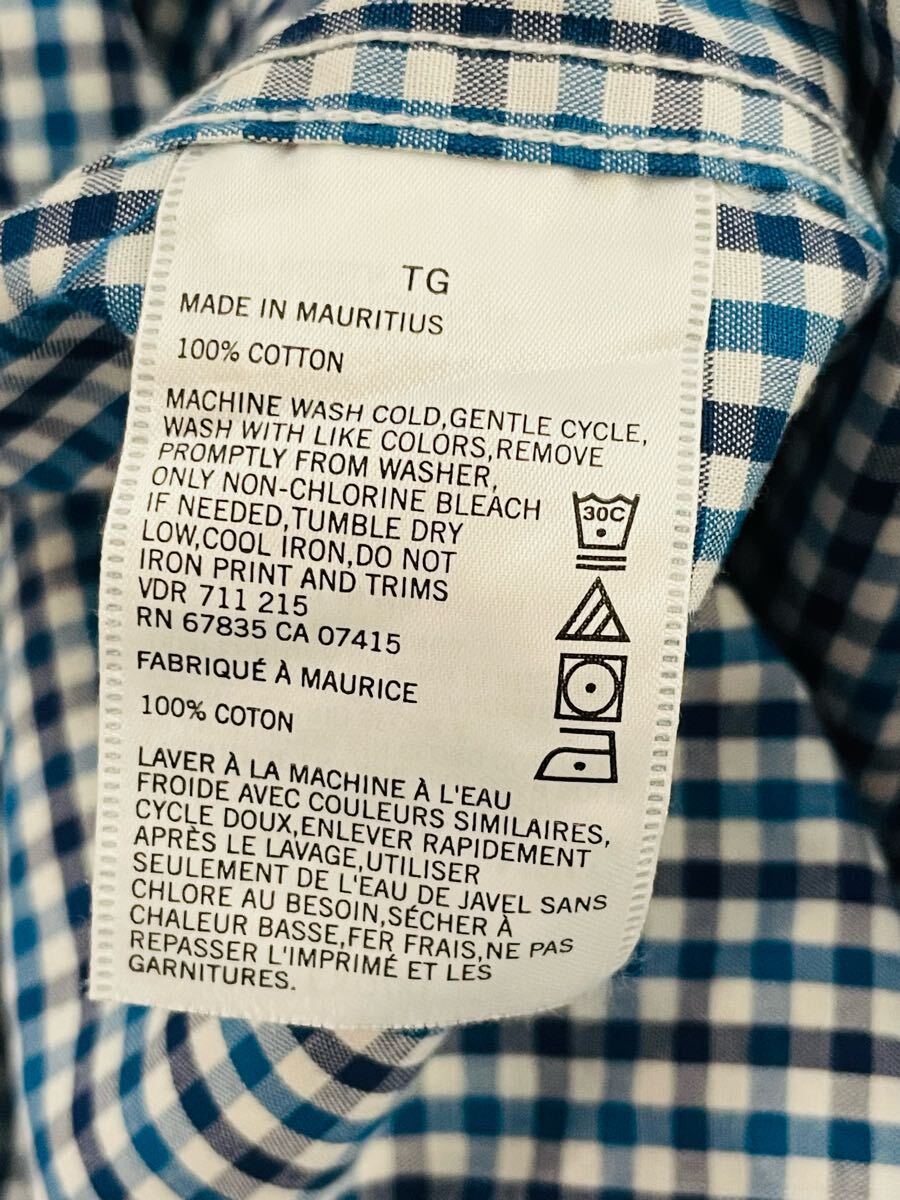 TG
MADE IN MAURITIUS
100% COTTON
MACHINE WASH COLD,GENTLE CYCLE,
WASH WITH LIKE COLORS,REMOVE
PROMPTLY FROM WASHER,
ONLY NON-CHLORINE BLEACH
IF NEEDED,TUMBLE DRY
LOW,COOL IRON,DO NOT
IRON PRINT AND TRIMS
VDR 711 215
RN 67835 CA 07415
30C
FABRIQUÉ À MAURICE
100% COTON
LAVER À LA MACHINE À L'EAU
FROIDE AVEC COULEURS SIMILAIRES,
CYCLE DOUX,ENLEVER RAPIDEMENT
APRÈS LE LAVAGE,UTILISER
SEULEMENT DE L'EAU DE JAVEL SANS
CHLORE AU BESOIN,SÉCHER À
CHALEUR BASSE,FER FRAIS,NE PAS
REPASSER L'IMPRIMÉ ET LES
GARNITURES.